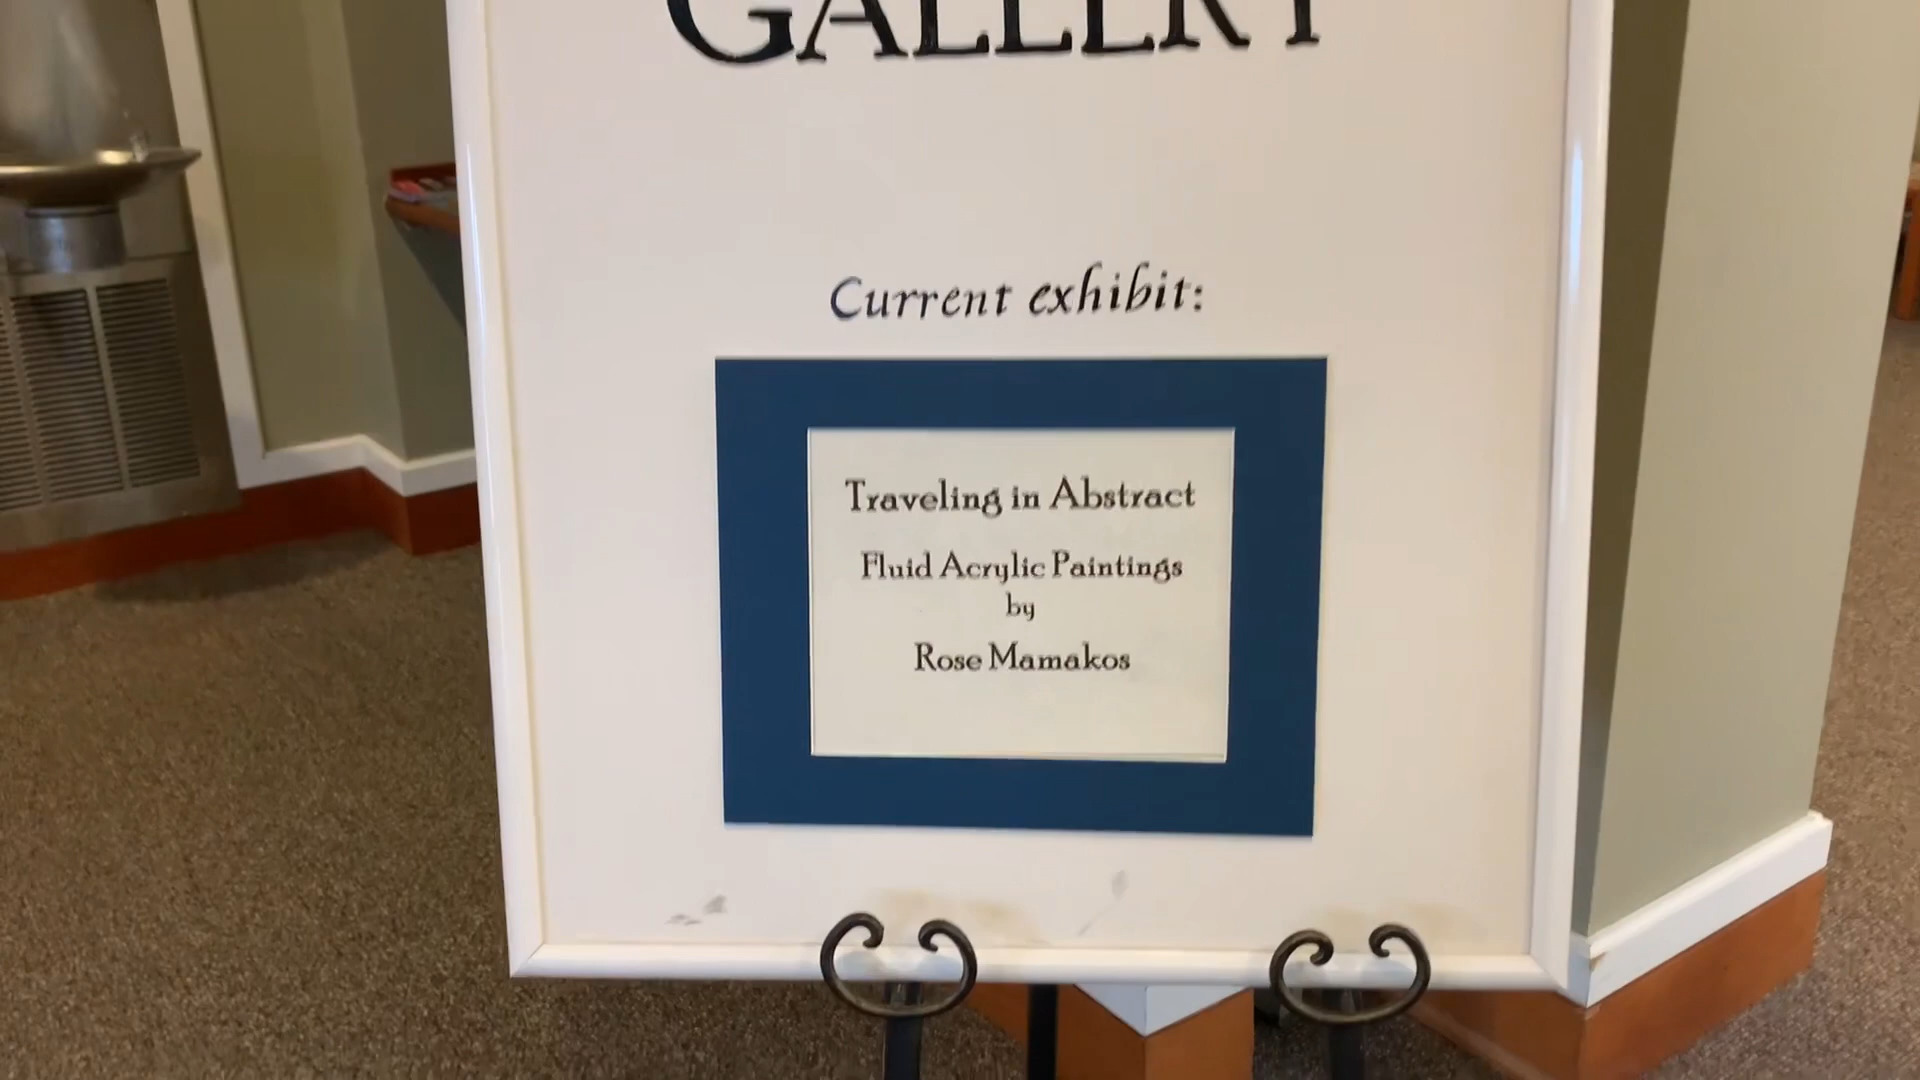 GALLERY
Current exhibit:
Traveling in Abstract
Fluid Acrylic Paintings
by
Rose Mamakos